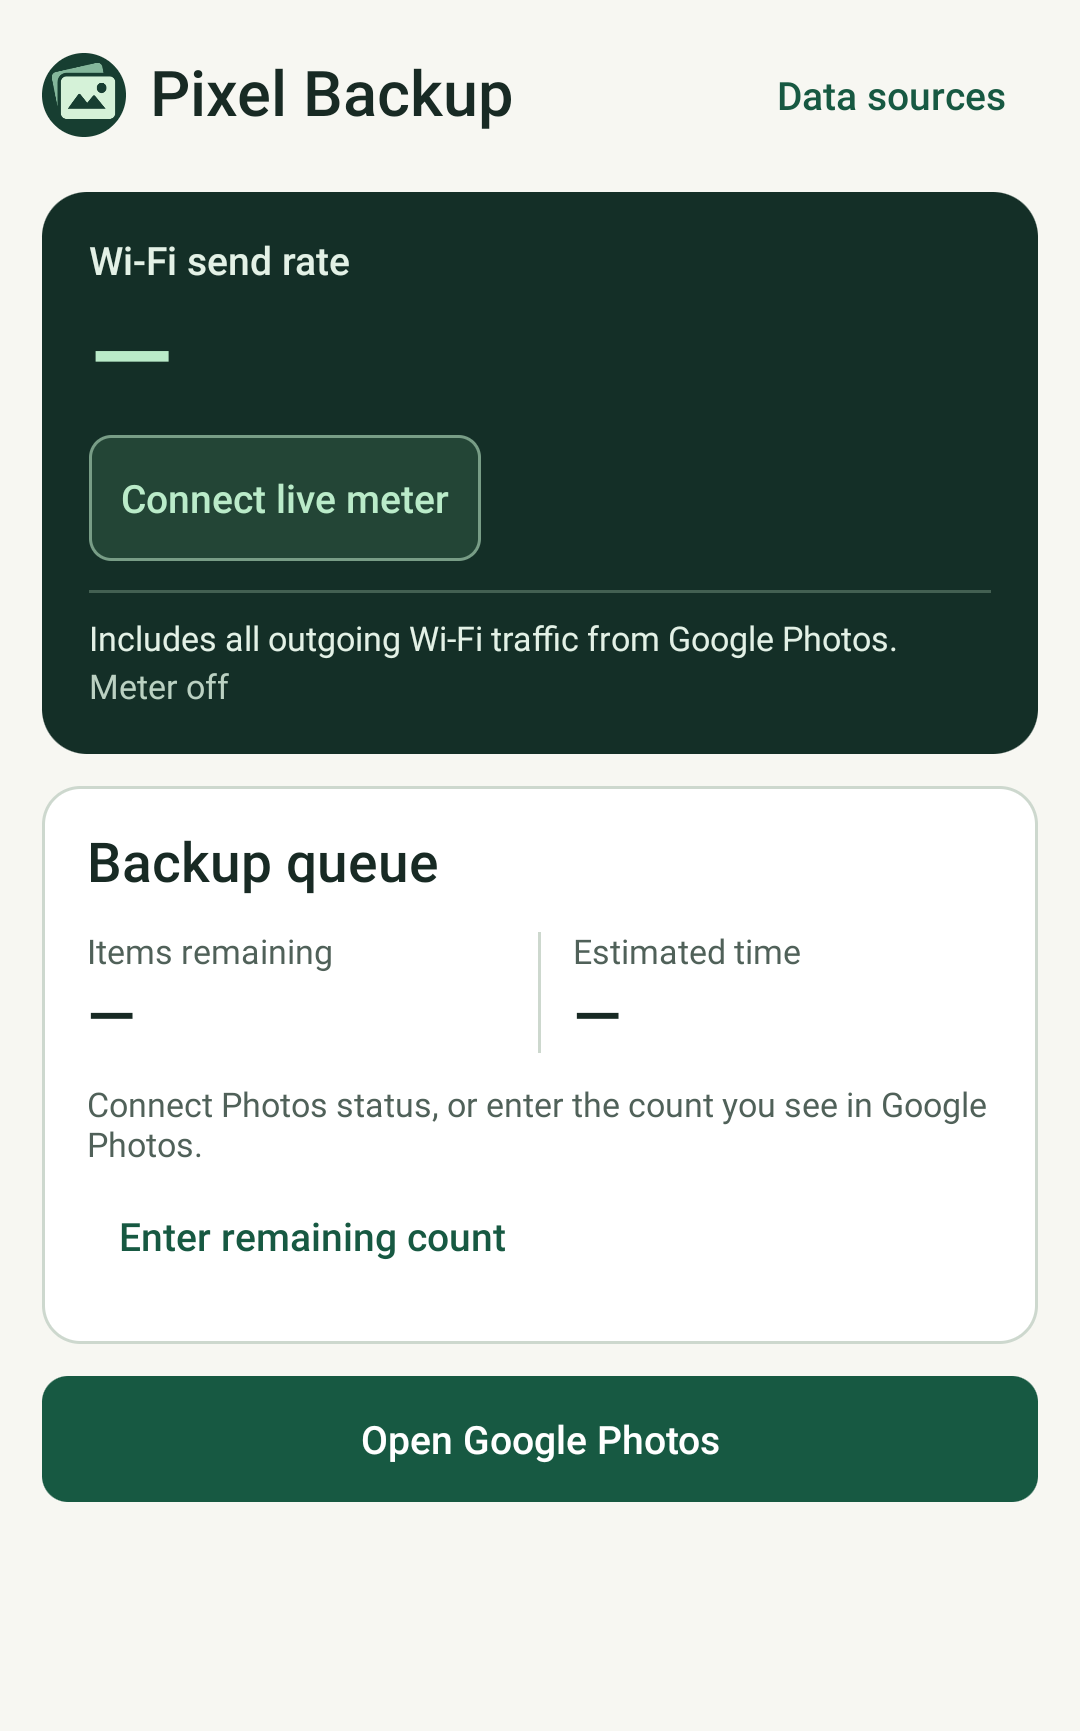 Pixel Backup
Data sources
Wi-Fi send rate
—
Connect live meter
Includes all outgoing Wi-Fi traffic from Google Photos.
Meter off
Backup queue
Items remaining
—
Estimated time
—
Connect Photos status, or enter the count you see in Google
Photos.
Enter remaining count
Open Google Photos